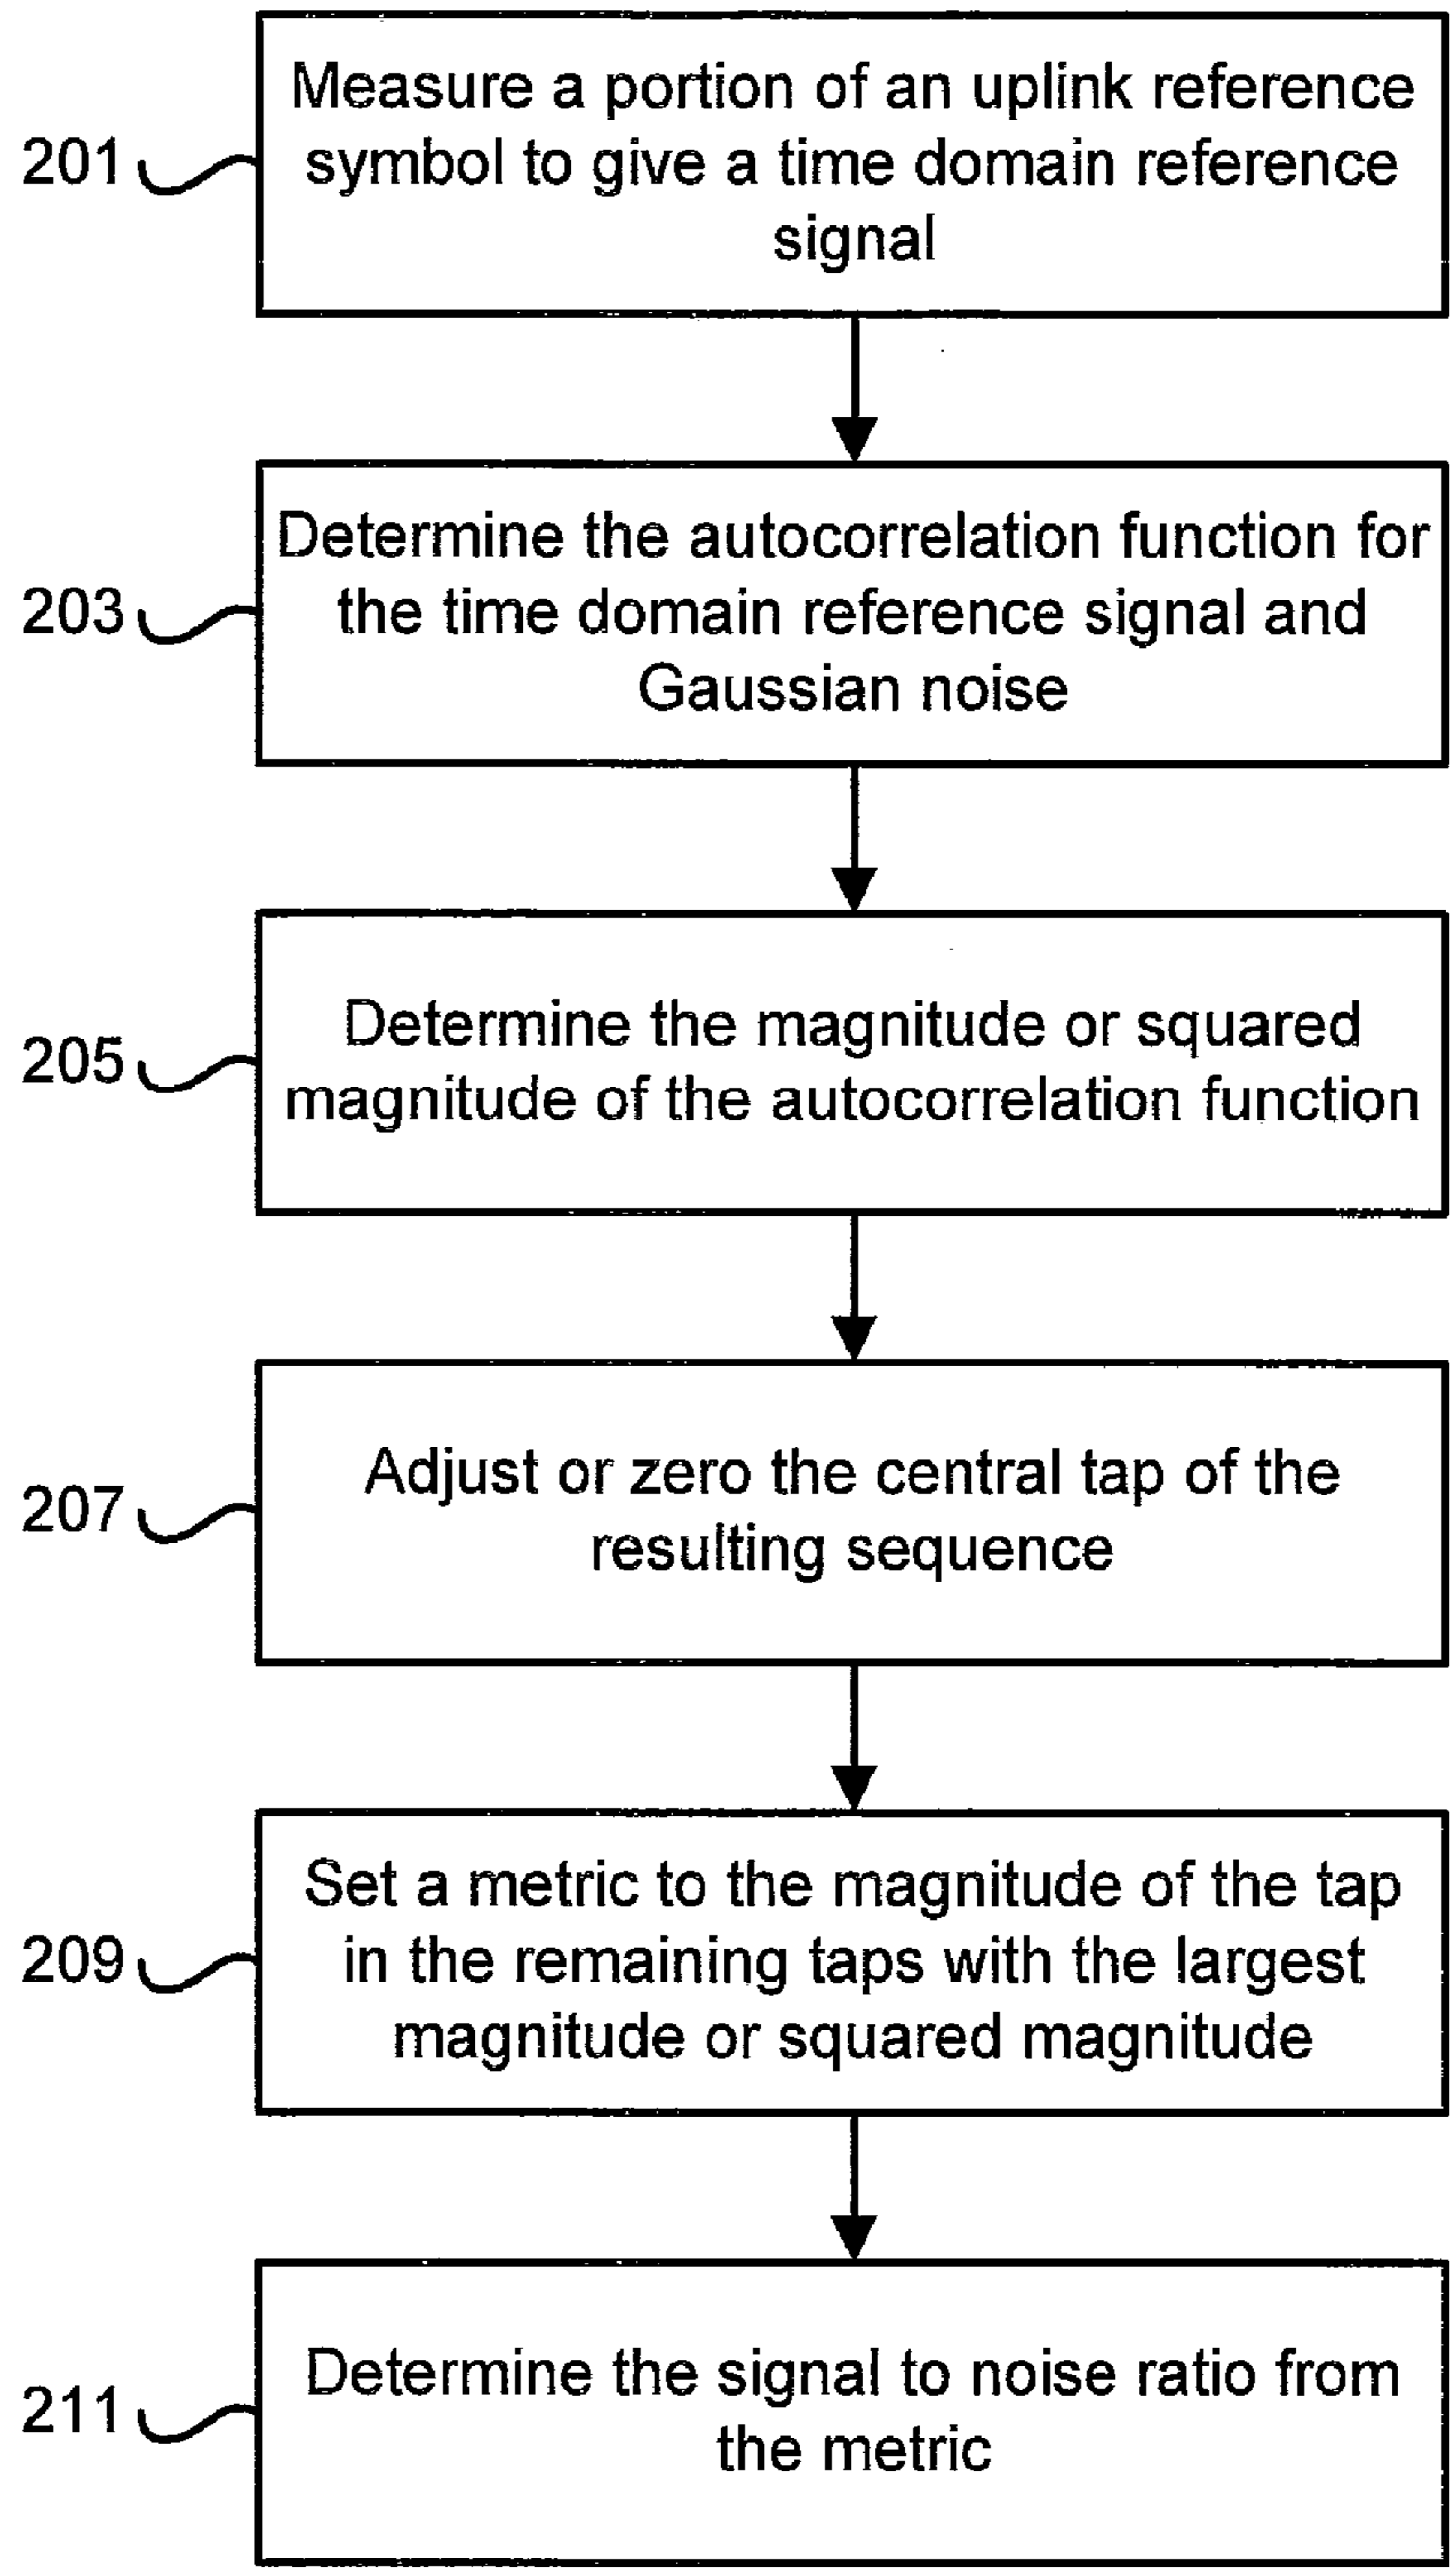 201
Measure a portion of an uplink reference
symbol to give a time domain reference
signal
203
Determine the autocorrelation function for
the time domain reference signal and
Gaussian noise
205
Determine the magnitude or squared
magnitude of the autocorrelation function
207
Adjust or zero the central tap of the
resulting sequence
209
Set a metric to the magnitude of the tap
in the remaining taps with the largest
magnitude or squared magnitude
211
Determine the signal to noise ratio from
the metric